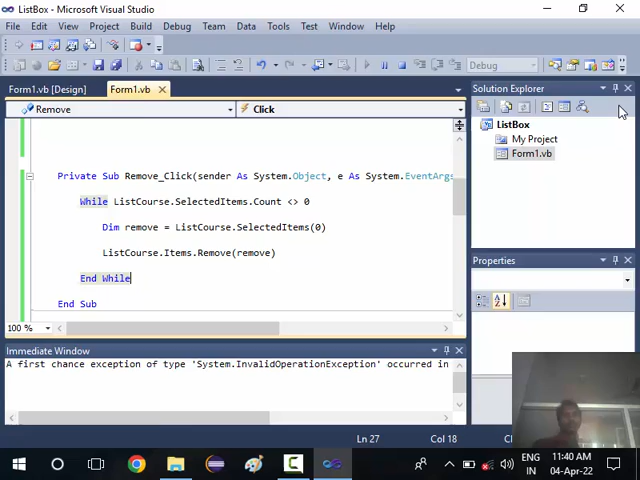 ListBox - Microsoft Visual Studio
File Edit View Project Build Debug Team Data Tools Test Window Help
Debug
Form1.vb [Design] Form1.vb
Remove Click
Private Sub Remove_Click(sender As System.Object, e As System.EventArgs
While ListCourse.SelectedItems.Count <> 0
Dim remove = ListCourse.SelectedItems(0)
ListCourse.Items.Remove(remove)
End While
End Sub
100 %
Immediate Window
A first chance exception of type 'System.InvalidOperationException' occurred in
Solution Explorer
ListBox
My Project
Form1.vb
Properties
Ln 27 Col 18
ENG 11:40 AM
IN 04-Apr-22